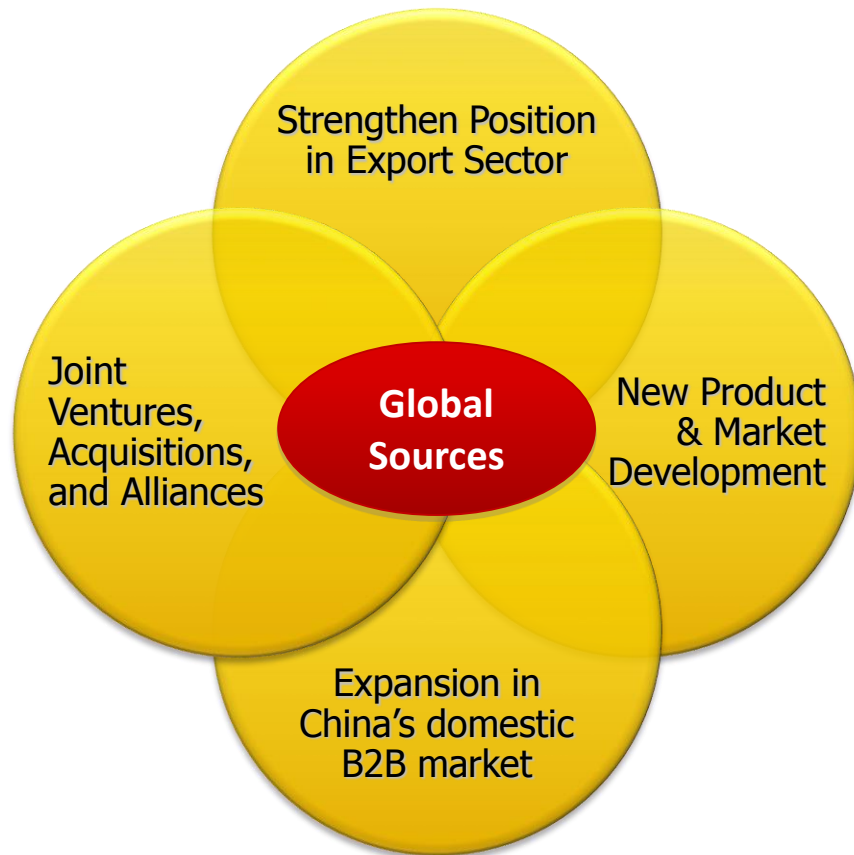 Strengthen Position
in Export Sector
Joint
Ventures,
Acquisitions,
and Alliances
Global
Sources
New Product
& Market
Development
Expansion in
China’s domestic
B2B market